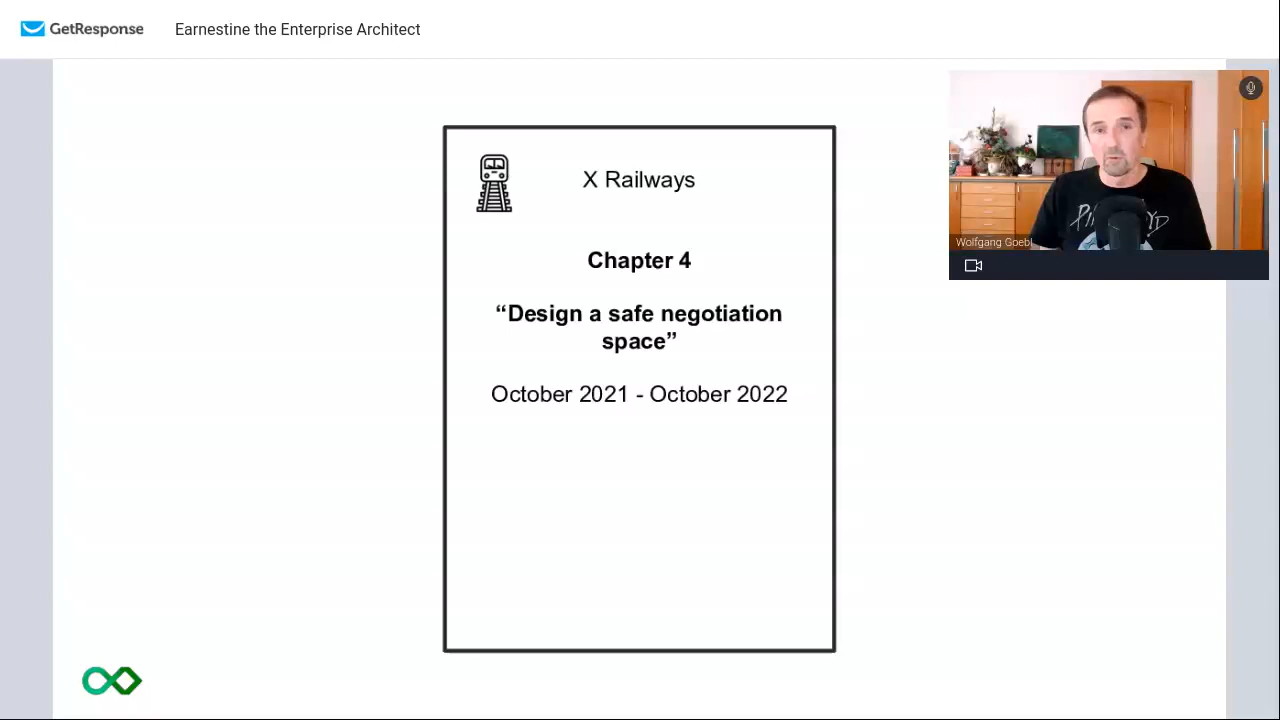 GetResponse
Earnestine the Enterprise Architect
X Railways
Chapter 4
“Design a safe negotiation
space”
October 2021 - October 2022
Wolfgang Goebl